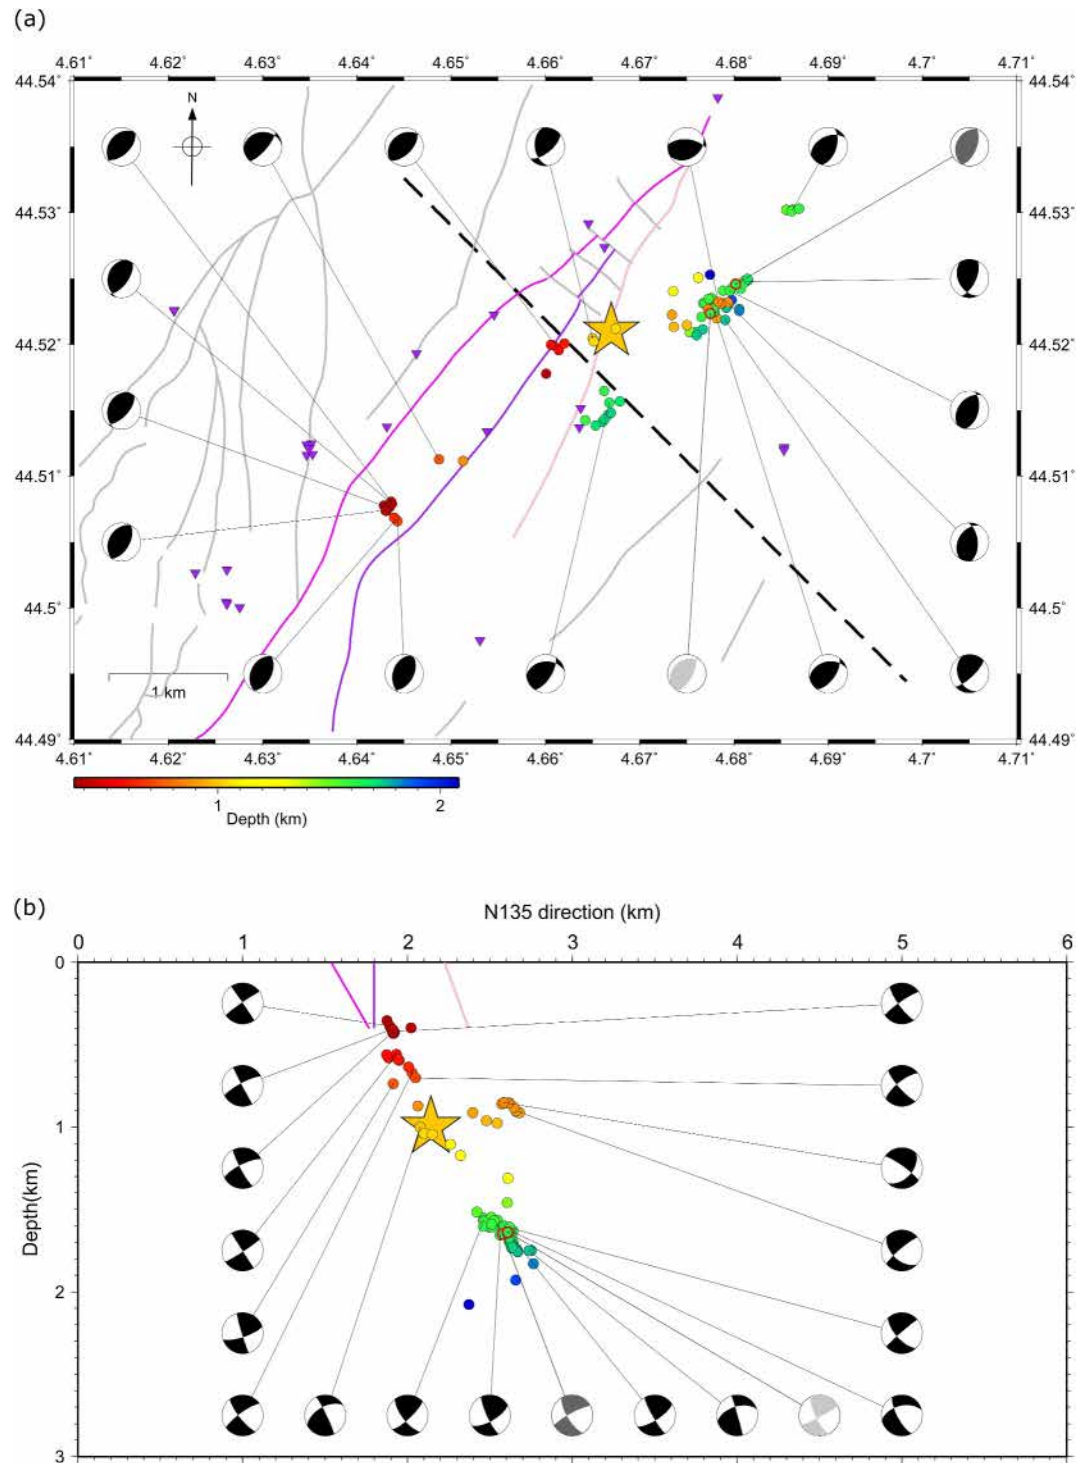 (a)
4.61° 4.62° 4.63° 4.64° 4.65° 4.66° 4.67° 4.68° 4.69° 4.7° 4.71°
44.54° 44.54°
N
44.53° 44.53°
44.52° 44.52°
44.51° 44.51°
44.5° 44.5°
1 km
44.49° 44.49°
4.61° 4.62° 4.63° 4.64° 4.65° 4.66° 4.67° 4.68° 4.69° 4.7° 4.71°
1 2
Depth (km)
(b)
N135 direction (km)
0 1 2 3 4 5 6
0
1
Depth(km)
2
3